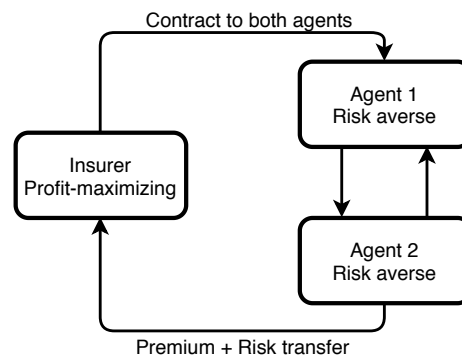 Contract to both agents
Agent 1
Risk averse
Insurer
Profit-maximizing
Agent 2
Risk averse
Premium + Risk transfer